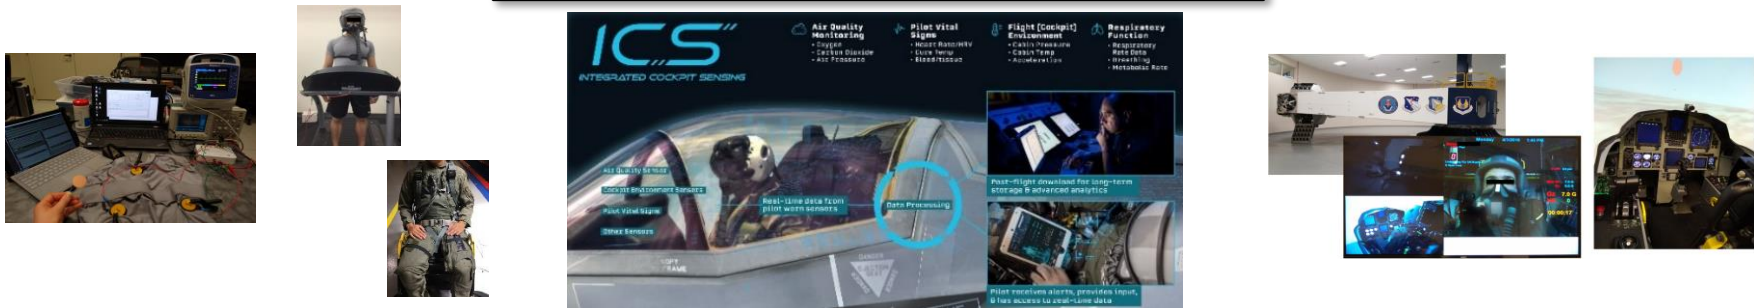 ICS
INTEGRATED COCKPIT SENSING
Air Quality
Monitoring
• Oxygen
• Carbon Dioxide
• Air Pressure
Pilot Vital
Signs
• Heart Rate/HRV
• Core Temp
• Blood/tissue
Flight (Cockpit)
Environment
• Cabin Pressure
• Cabin Temp
• Acceleration
Respiratory
Function
• Respiratory
Rate Data
• Breathing
• Metabolic Rate
Air Quality Sensor
Cockpit Environment Sensors
Pilot Vital Signs
Other Sensors
Real-time data from
pilot worn sensors
Data Processing
Post-flight download for long-term
storage & advanced analytics
Pilot receives alerts, provides input,
& has access to real-time data
DANGER
EJECTION
SEAT